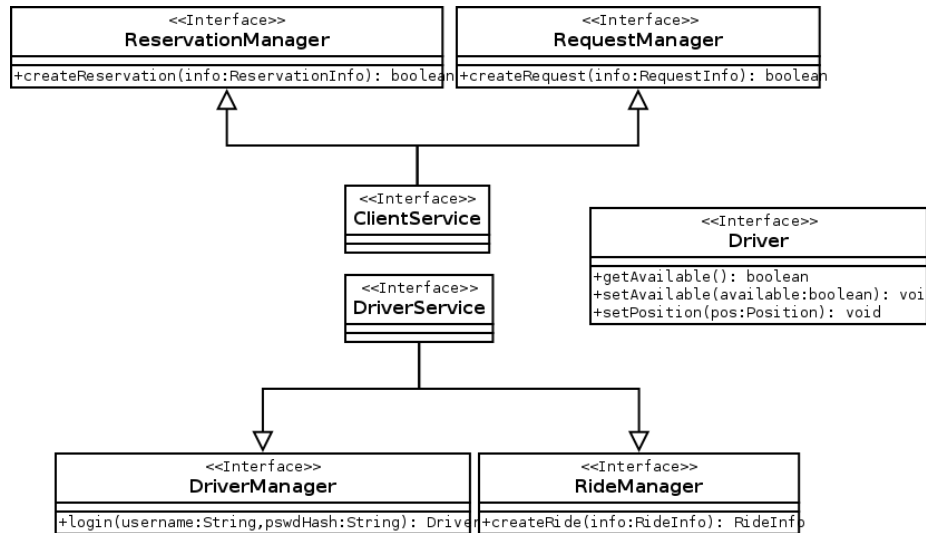 <<Interface>>
ReservationManager
+createReservation(info:ReservationInfo): boolean
<<Interface>>
RequestManager
+createRequest(info:RequestInfo): boolean
<<Interface>>
ClientService
<<Interface>>
Driver
+getAvailable(): boolean
+setAvailable(available:boolean): voi
+setPosition(pos:Position): void
<<Interface>>
DriverService
<<Interface>>
DriverManager
+login(username:String,pswdHash:String): Driver
<<Interface>>
RideManager
+createRide(info:RideInfo): RideInfo